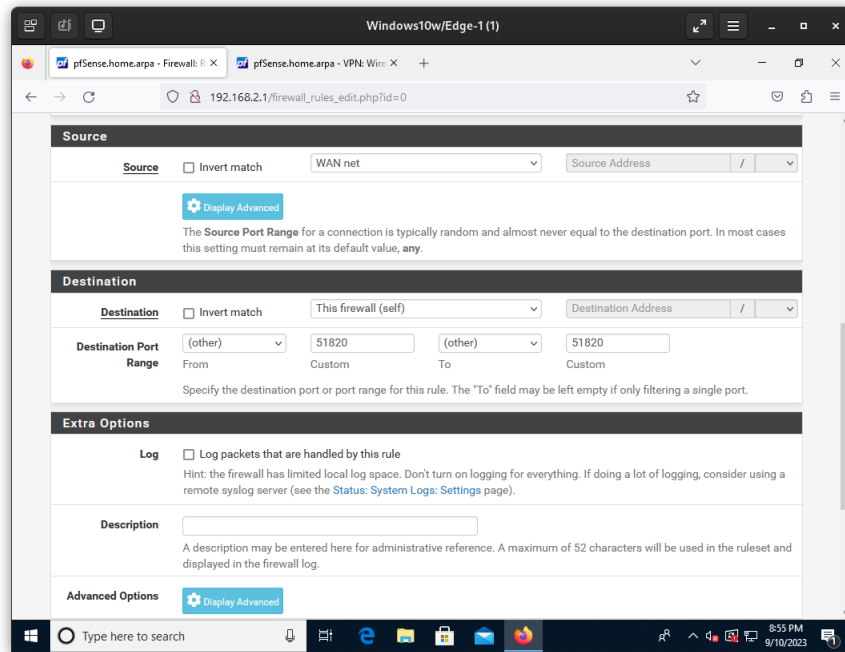 Windows10w/Edge-1 (1)
pfSense.home.arpa - Firewall: R
pfSense.home.arpa - VPN: Wire
192.168.2.1/firewall_rules_edit.php?id=0
Source
Source
Invert match
WAN net
Source Address
/
Display Advanced
The Source Port Range for a connection is typically random and almost never equal to the destination port. In most cases
this setting must remain at its default value, any.
Destination
Destination
Invert match
This firewall (self)
Destination Address
/
Destination Port
Range
(other)
51820
(other)
51820
From
Custom
To
Custom
Specify the destination port or port range for this rule. The "To" field may be left empty if only filtering a single port.
Extra Options
Log
Log packets that are handled by this rule
Hint: the firewall has limited local log space. Don't turn on logging for everything. If doing a lot of logging, consider using a
remote syslog server (see the Status: System Logs: Settings page).
Description
A description may be entered here for administrative reference. A maximum of 52 characters will be used in the ruleset and
displayed in the firewall log.
Advanced Options
Display Advanced
Type here to search
8:55 PM
9/10/2023
1